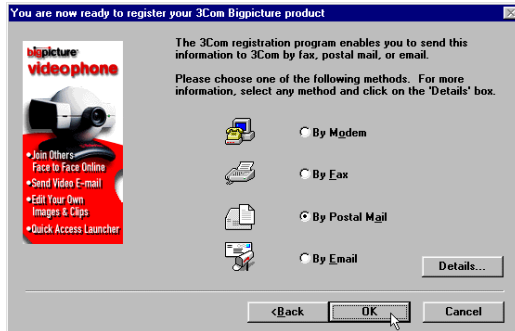 You are now ready to register your 3Com Bigpicture product
bigpicture
videophone
•Join Others
Face to Face Online
•Send Video E-mail
•Edit Your Own
Images & Clips
•Quick Access Launcher
The 3Com registration program enables you to send this
information to 3Com by fax, postal mail, or email.
Please choose one of the following methods. For more
information, select any method and click on the 'Details' box.
By Modem
By Fax
By Postal Mail
By Email
Details...
<Back
OK
Cancel